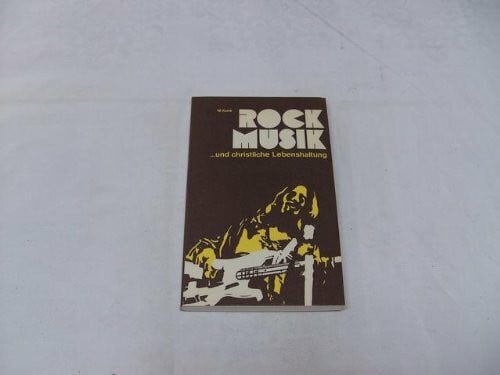 ROCK
MUSIK
...und christliche Lebenshaltung